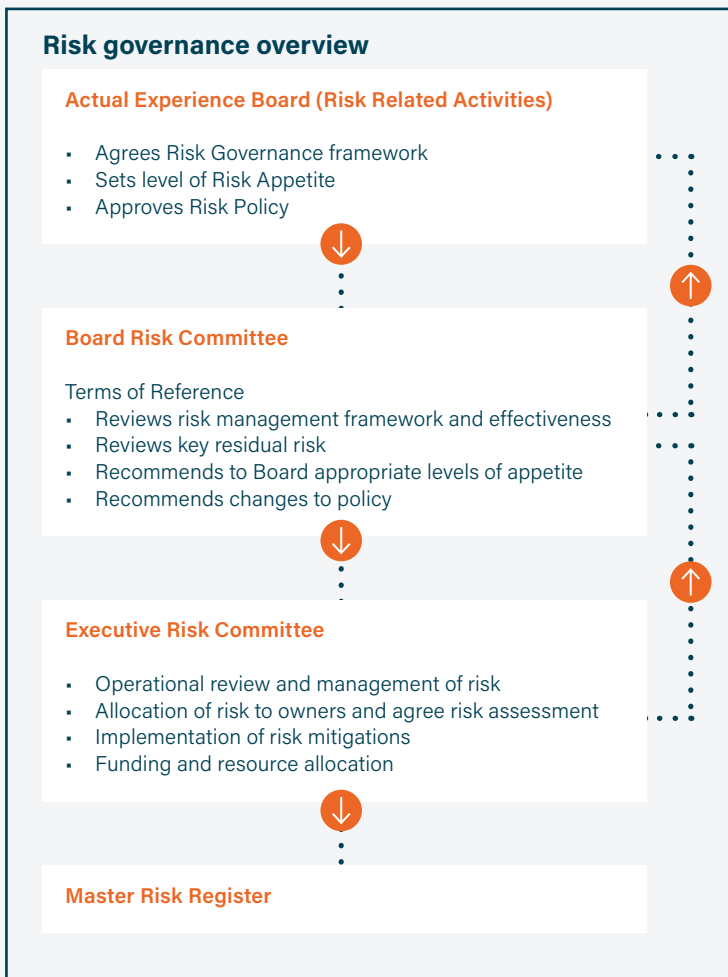 Risk governance overview
Actual Experience Board (Risk Related Activities)
▪ Agrees Risk Governance framework
▪ Sets level of Risk Appetite
▪ Approves Risk Policy
Board Risk Committee
Terms of Reference
▪ Reviews risk management framework and effectiveness
▪ Reviews key residual risk
▪ Recommends to Board appropriate levels of appetite
▪ Recommends changes to policy
Executive Risk Committee
▪ Operational review and management of risk
▪ Allocation of risk to owners and agree risk assessment
▪ Implementation of risk mitigations
▪ Funding and resource allocation
Master Risk Register